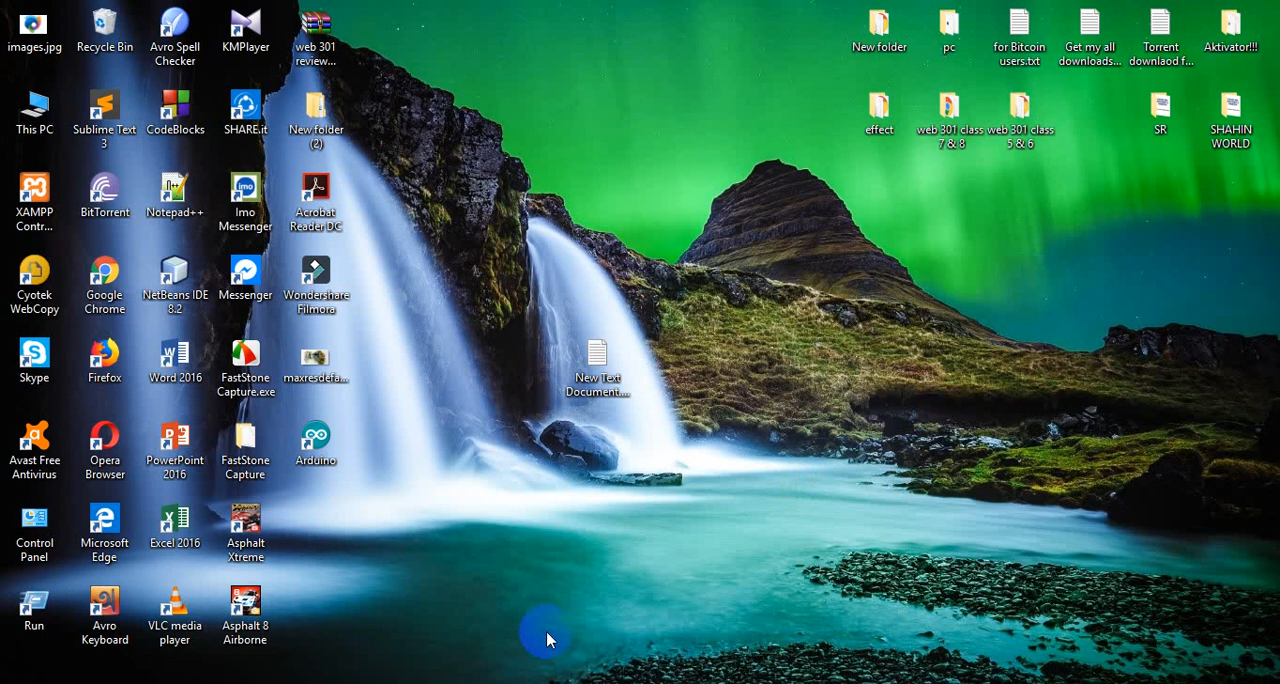 images.jpg
Recycle Bin
Avro Spell
Checker
KMPlayer
web 301
review...
New folder
pc
for Bitcoin
users.txt
Get my all
downloads...
Torrent
downlaod f...
Aktivator!!!
This PC
Sublime Text
3
CodeBlocks
SHARE.it
New folder
(2)
effect
web 301 class
7 & 8
web 301 class
5 & 6
SR
SHAHIN
WORLD
XAMPP
Contr...
BitTorrent
Notepad++
Imo
Messenger
Acrobat
Reader DC
Cyotek
WebCopy
Google
Chrome
NetBeans IDE
8.2
Messenger
Wondershare
Filmora
Skype
Firefox
Word 2016
FastStone
Capture.exe
maxresdefa...
New Text
Document....
Avast Free
Antivirus
Opera
Browser
PowerPoint
2016
FastStone
Capture
Arduino
Control
Panel
Microsoft
Edge
Excel 2016
Asphalt
Xtreme
Run
Avro
Keyboard
VLC media
player
Asphalt 8
Airborne